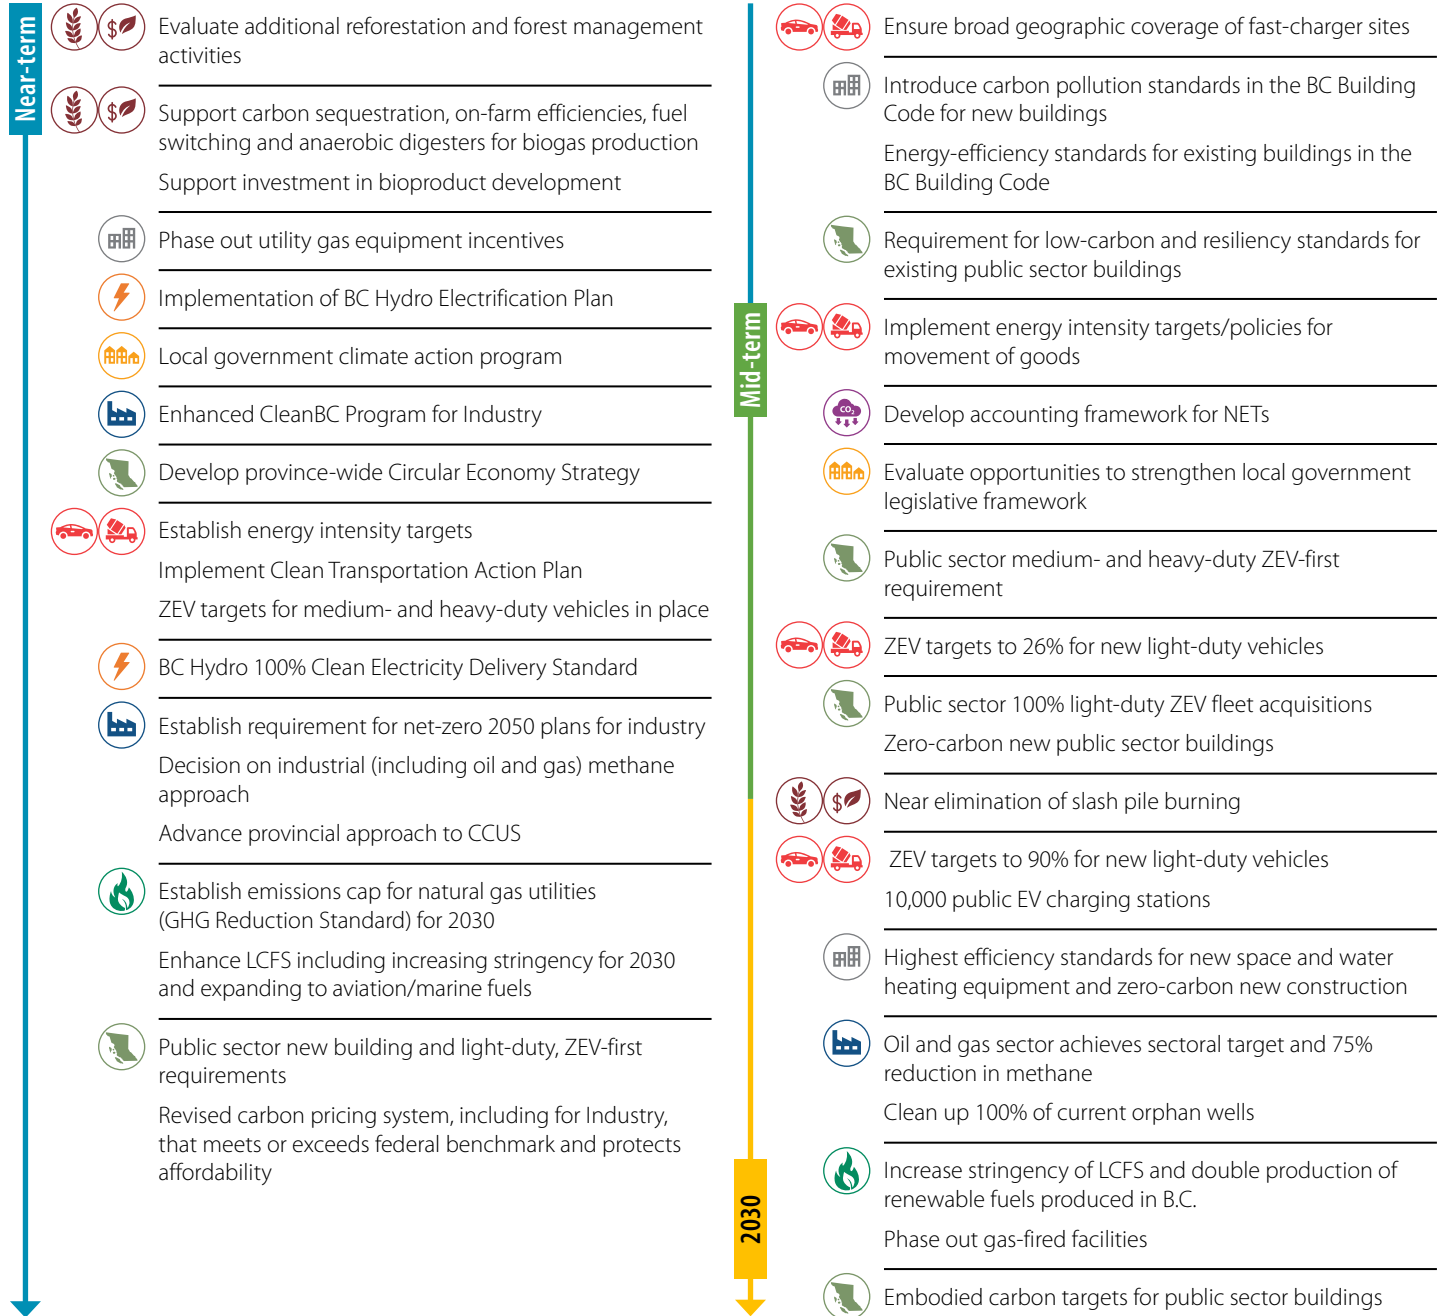 Near-term
Evaluate additional reforestation and forest management
activities
Support carbon sequestration, on-farm efficiencies, fuel
switching and anaerobic digesters for biogas production
Support investment in bioproduct development
Phase out utility gas equipment incentives
Implementation of BC Hydro Electrification Plan
Local government climate action program
Enhanced CleanBC Program for Industry
Develop province-wide Circular Economy Strategy
Establish energy intensity targets
Implement Clean Transportation Action Plan
ZEV targets for medium- and heavy-duty vehicles in place
BC Hydro 100% Clean Electricity Delivery Standard
Establish requirement for net-zero 2050 plans for industry
Decision on industrial (including oil and gas) methane
approach
Advance provincial approach to CCUS
Establish emissions cap for natural gas utilities
(GHG Reduction Standard) for 2030
Enhance LCFS including increasing stringency for 2030
and expanding to aviation/marine fuels
Public sector new building and light-duty, ZEV-first
requirements
Revised carbon pricing system, including for Industry,
that meets or exceeds federal benchmark and protects
affordability
Ensure broad geographic coverage of fast-charger sites
Introduce carbon pollution standards in the BC Building
Code for new buildings
Energy-efficiency standards for existing buildings in the
BC Building Code
Requirement for low-carbon and resiliency standards for
existing public sector buildings
Mid-term
Implement energy intensity targets/policies for
movement of goods
CO2
Develop accounting framework for NETs
Evaluate opportunities to strengthen local government
legislative framework
Public sector medium- and heavy-duty ZEV-first
requirement
ZEV targets to 26% for new light-duty vehicles
Public sector 100% light-duty ZEV fleet acquisitions
Zero-carbon new public sector buildings
$
Near elimination of slash pile burning
ZEV targets to 90% for new light-duty vehicles
10,000 public EV charging stations
Highest efficiency standards for new space and water
heating equipment and zero-carbon new construction
Oil and gas sector achieves sectoral target and 75%
reduction in methane
Clean up 100% of current orphan wells
2030
Increase stringency of LCFS and double production of
renewable fuels produced in B.C.
Phase out gas-fired facilities
Embodied carbon targets for public sector buildings